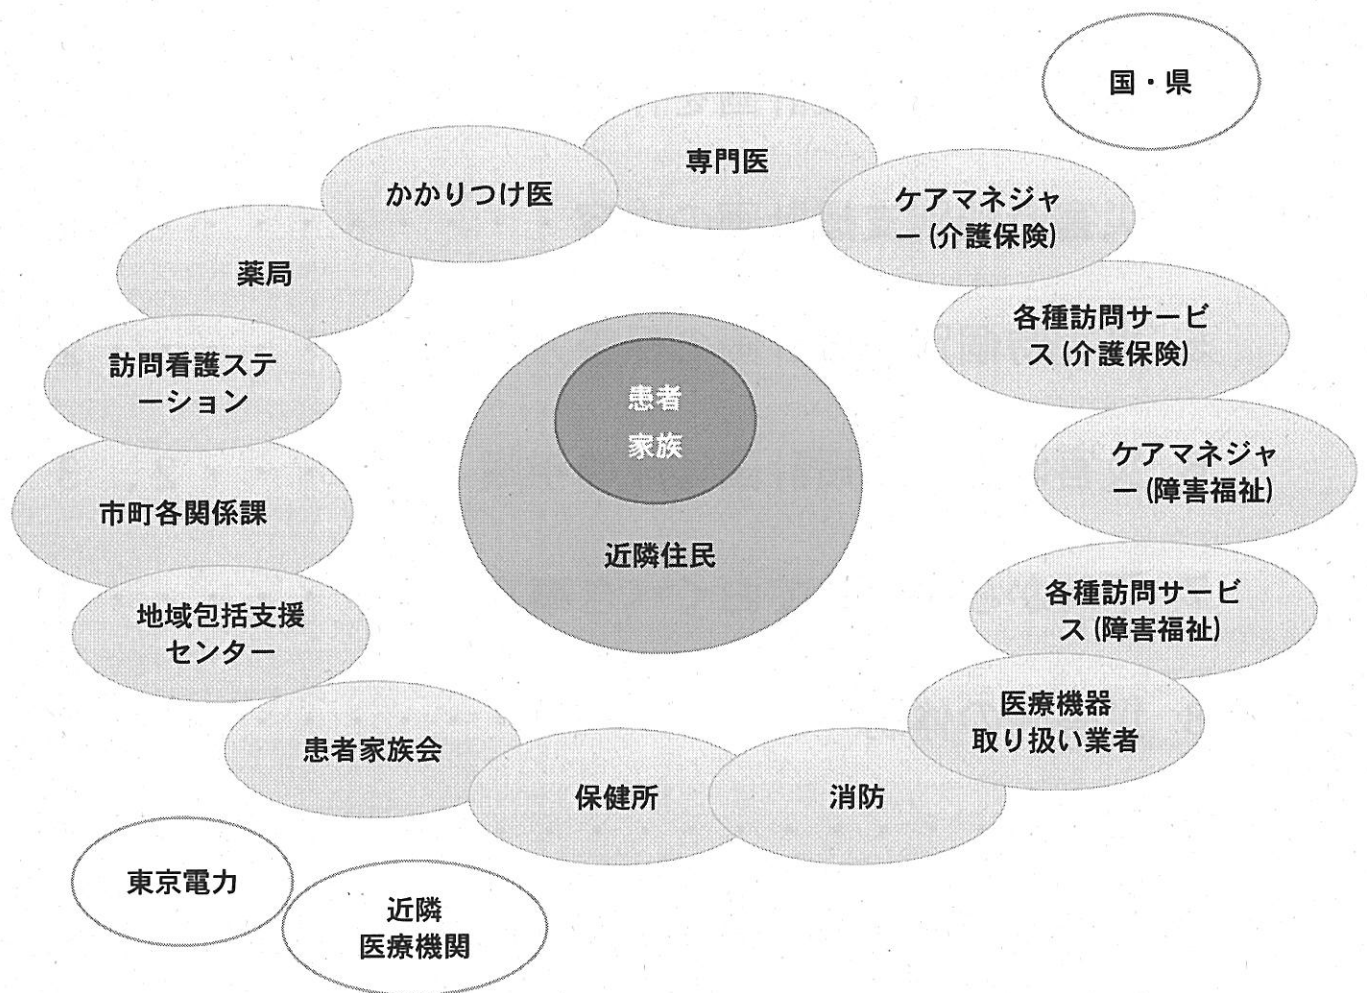 国・県
専門医
かかりつけ医
ケアマネジャ
ー(介護保険)
薬局
各種訪問サービ
ス(介護保険)
訪問看護ステ
ーション
患者
家族
ケアマネジャ
ー(障害福祉)
市町各関係課
近隣住民
各種訪問サービ
ス(障害福祉)
地域包括支援
センター
医療機器
取り扱い業者
患者家族会
保健所
消防
東京電力
近隣
医療機関